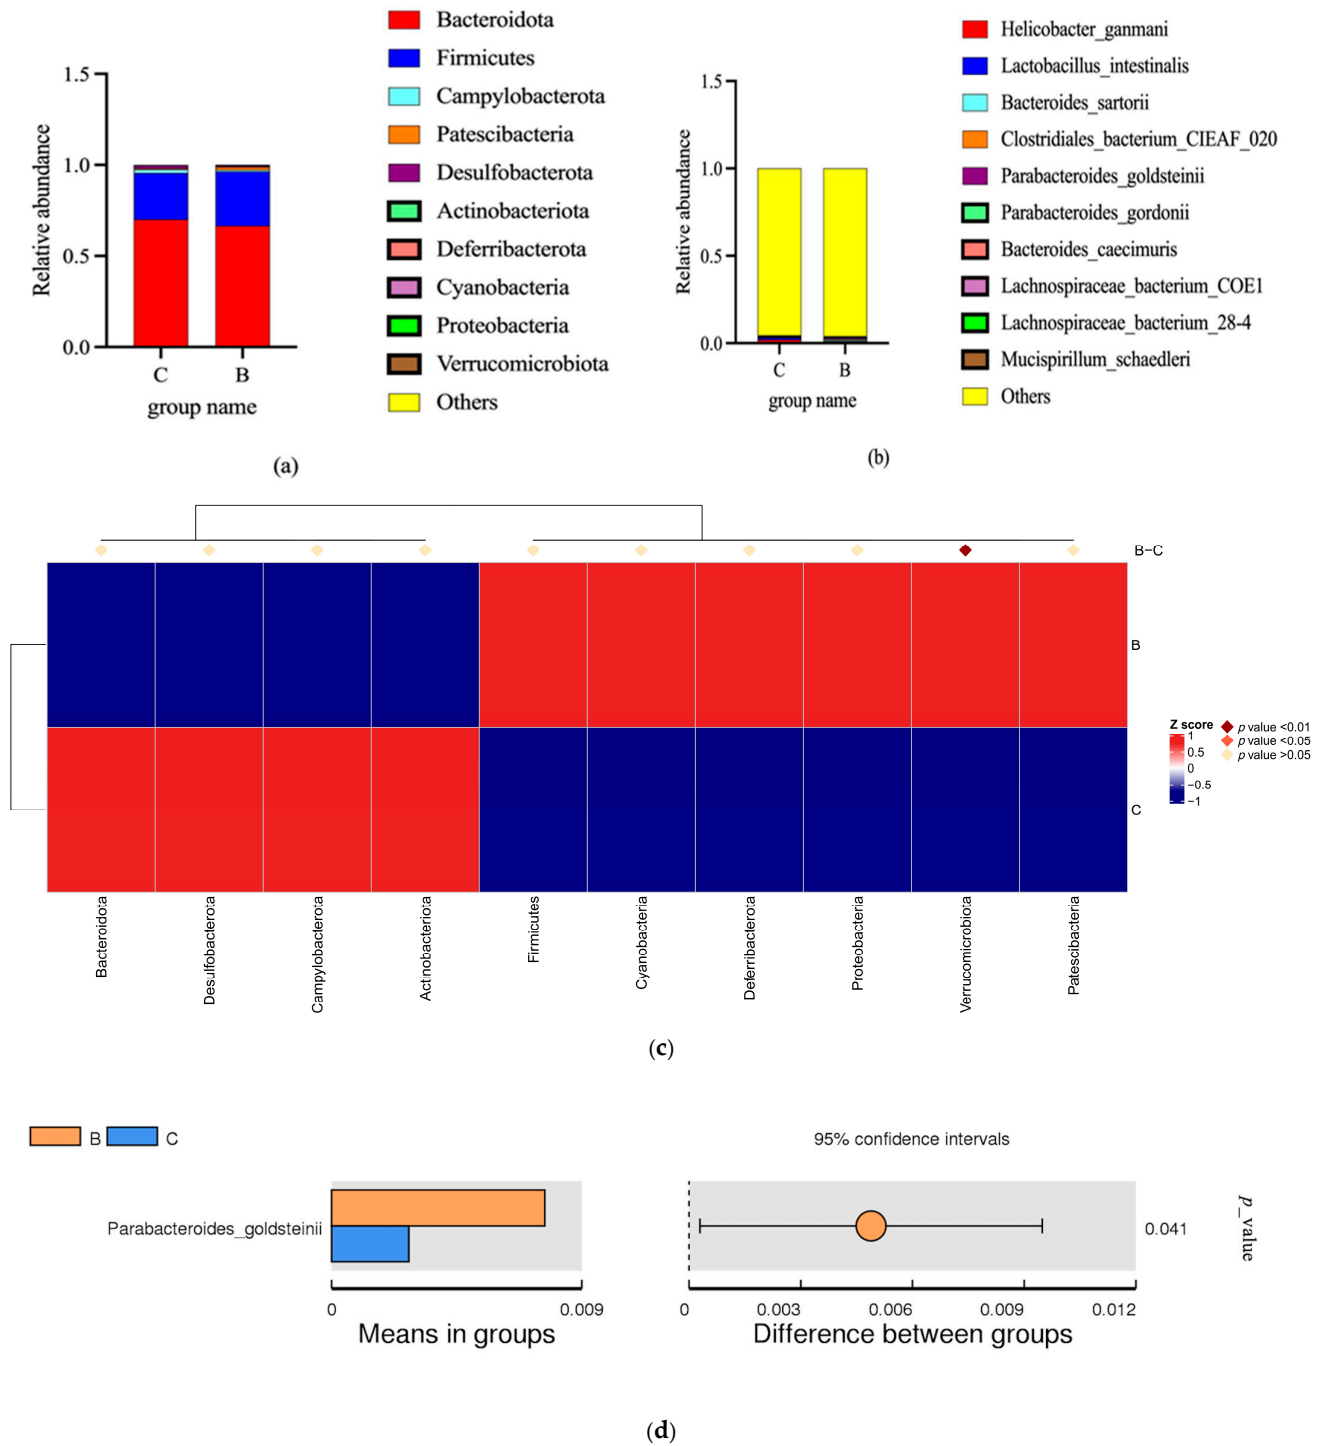 Bacteroidota
Firmicutes
Campylobacterota
Patescibacteria
Desulfobacterota
Actinobacteriota
Deferribacterota
Cyanobacteria
Proteobacteria
Verrucomicrobiota
Others
1.5
1.0
0.5
0.0
Relative abundance
C B
group name
(a)
Helicobacter_ganmani
Lactobacillus_intestinalis
Bacteroides_sartorii
Clostridiales_bacterium_CIEAF_020
Parabacteroides_goldsteinii
Parabacteroides_gordonii
Bacteroides_caecimuris
Lachnospiraceae_bacterium_COE1
Lachnospiraceae_bacterium_28-4
Mucispirillum_schaedleri
Others
1.5
1.0
0.5
0.0
Relative abundance
C B
group name
(b)
B−C
B
C
Z score
1
0.5
0
−0.5
−1
p value <0.01
p value <0.05
p value >0.05
Bacteroidota
Desulfobacterota
Campylobacterota
Actinobacteriota
Firmicutes
Cyanobacteria
Deferribacterota
Proteobacteria
Verrucomicrobiota
Patescibacteria
(c)
B C
95% confidence intervals
Parabacteroides_goldsteinii
0.041
p_value
0 0.009
Means in groups
0 0.003 0.006 0.009 0.012
Difference between groups
(d)